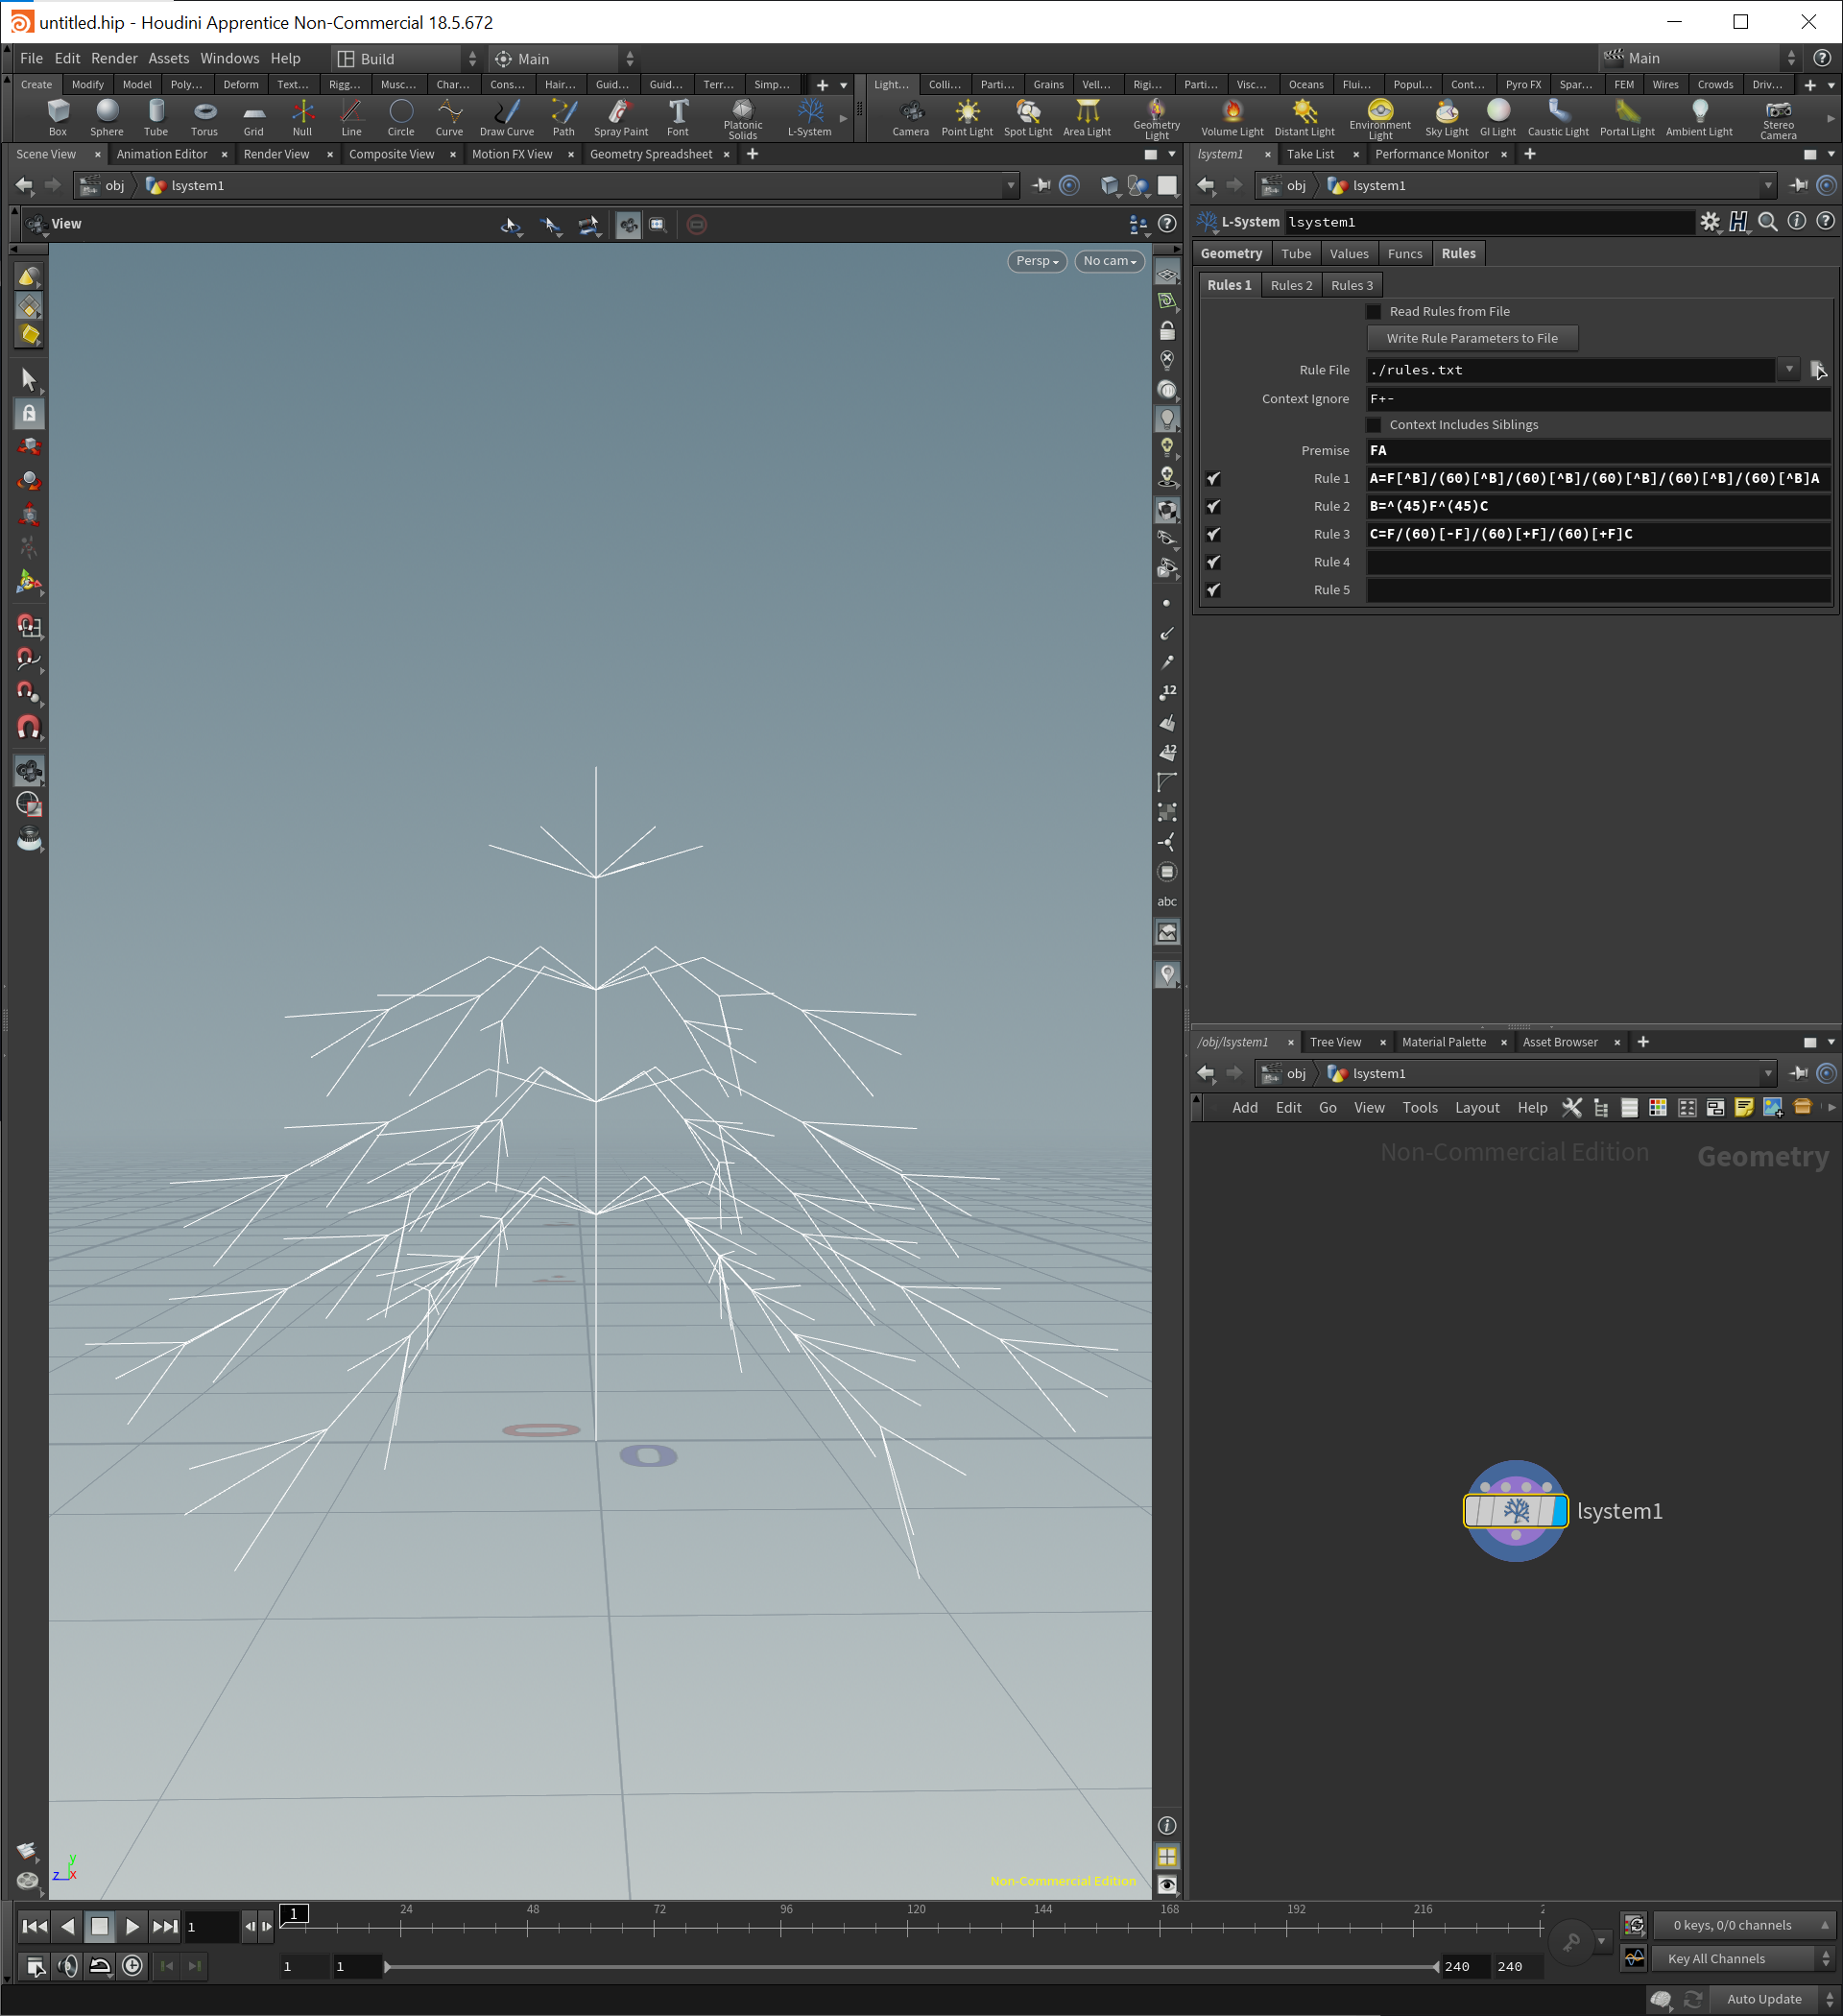 untitled.hip - Houdini Apprentice Non-Commercial 18.5.672
File Edit Render Assets Windows Help Build Main Main
Create Modify Model Poly... Deform Text... Rigg... Musc... Char... Cons... Hair... Guid... Guid... Terr... Simp...
Light... Colli... Parti... Grains Vell... Rigi... Parti... Visc... Oceans Flui... Popul... Cont... Pyro FX Spar... FEM Wires Crowds Driv...
Box Sphere Tube Torus Grid Null Line Circle Curve Draw Curve Path Spray Paint Font Platonic Solids L-System
Camera Point Light Spot Light Area Light Geometry Light Volume Light Distant Light Environment Light Sky Light GI Light Caustic Light Portal Light Ambient Light Stereo Camera
Scene View Animation Editor Render View Composite View Motion FX View Geometry Spreadsheet
obj lsystem1
View
Persp No cam
12
12
abc
0
0
y
z x
Non-Commercial Edition
lsystem1 Take List Performance Monitor
obj lsystem1
L-System lsystem1
Geometry Tube Values Funcs Rules
Rules 1 Rules 2 Rules 3
Read Rules from File
Write Rule Parameters to File
Rule File ./rules.txt
Context Ignore F+-
Context Includes Siblings
Premise FA
Rule 1 A=F[^B]/(60)[^B]/(60)[^B]/(60)[^B]/(60)[^B]/(60)[^B]A
Rule 2 B=^(45)F^(45)C
Rule 3 C=F/(60)[-F]/(60)[+F]/(60)[+F]C
Rule 4
Rule 5
/obj/lsystem1 Tree View Material Palette Asset Browser
obj lsystem1
Add Edit Go View Tools Layout Help
Non-Commercial Edition Geometry
lsystem1
1 1 24 48 72 96 120 144 168 192 216
0 keys, 0/0 channels
1 1 240 240
Key All Channels
Auto Update